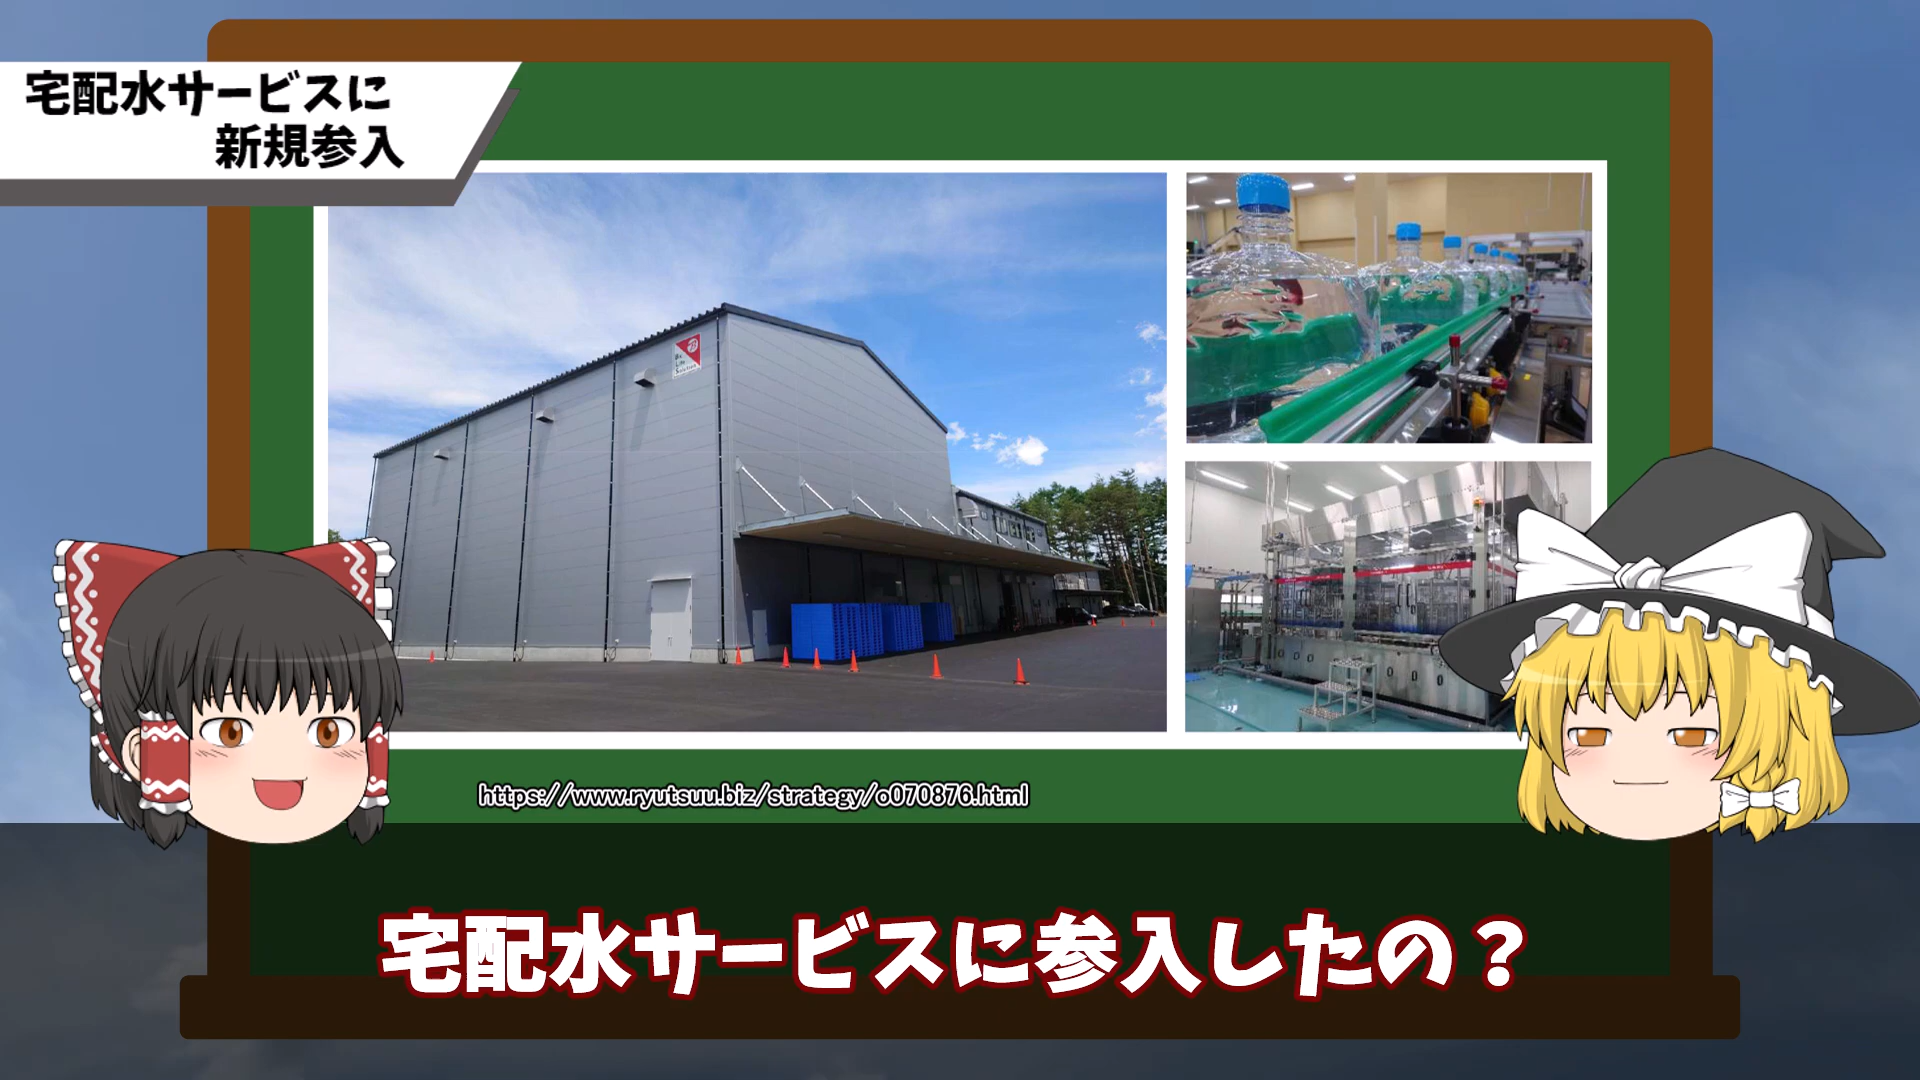 宅配水サービスに
新規参入
https://www.ryutsuu.biz/strategy/o070876.html
宅配水サービスに参入したの？